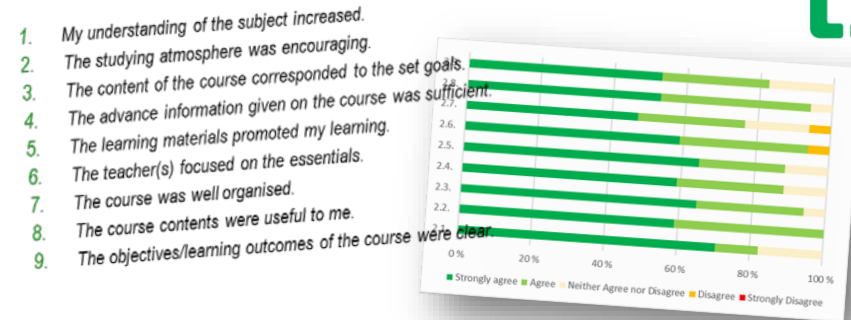 1. My understanding of the subject increased.
2. The studying atmosphere was encouraging.
3. The content of the course corresponded to the set goals.
4. The advance information given on the course was sufficient.
5. The learning materials promoted my learning.
6. The teacher(s) focused on the essentials.
7. The course was well organised.
8. The course contents were useful to me.
9. The objectives/learning outcomes of the course were clear.
2.8.
2.7.
2.6.
2.5.
2.4.
2.3.
2.2.
2.1.
0 % 20 % 40 % 60 % 80 % 100 %
Strongly agree Agree Neither Agree nor Disagree Disagree Strongly Disagree